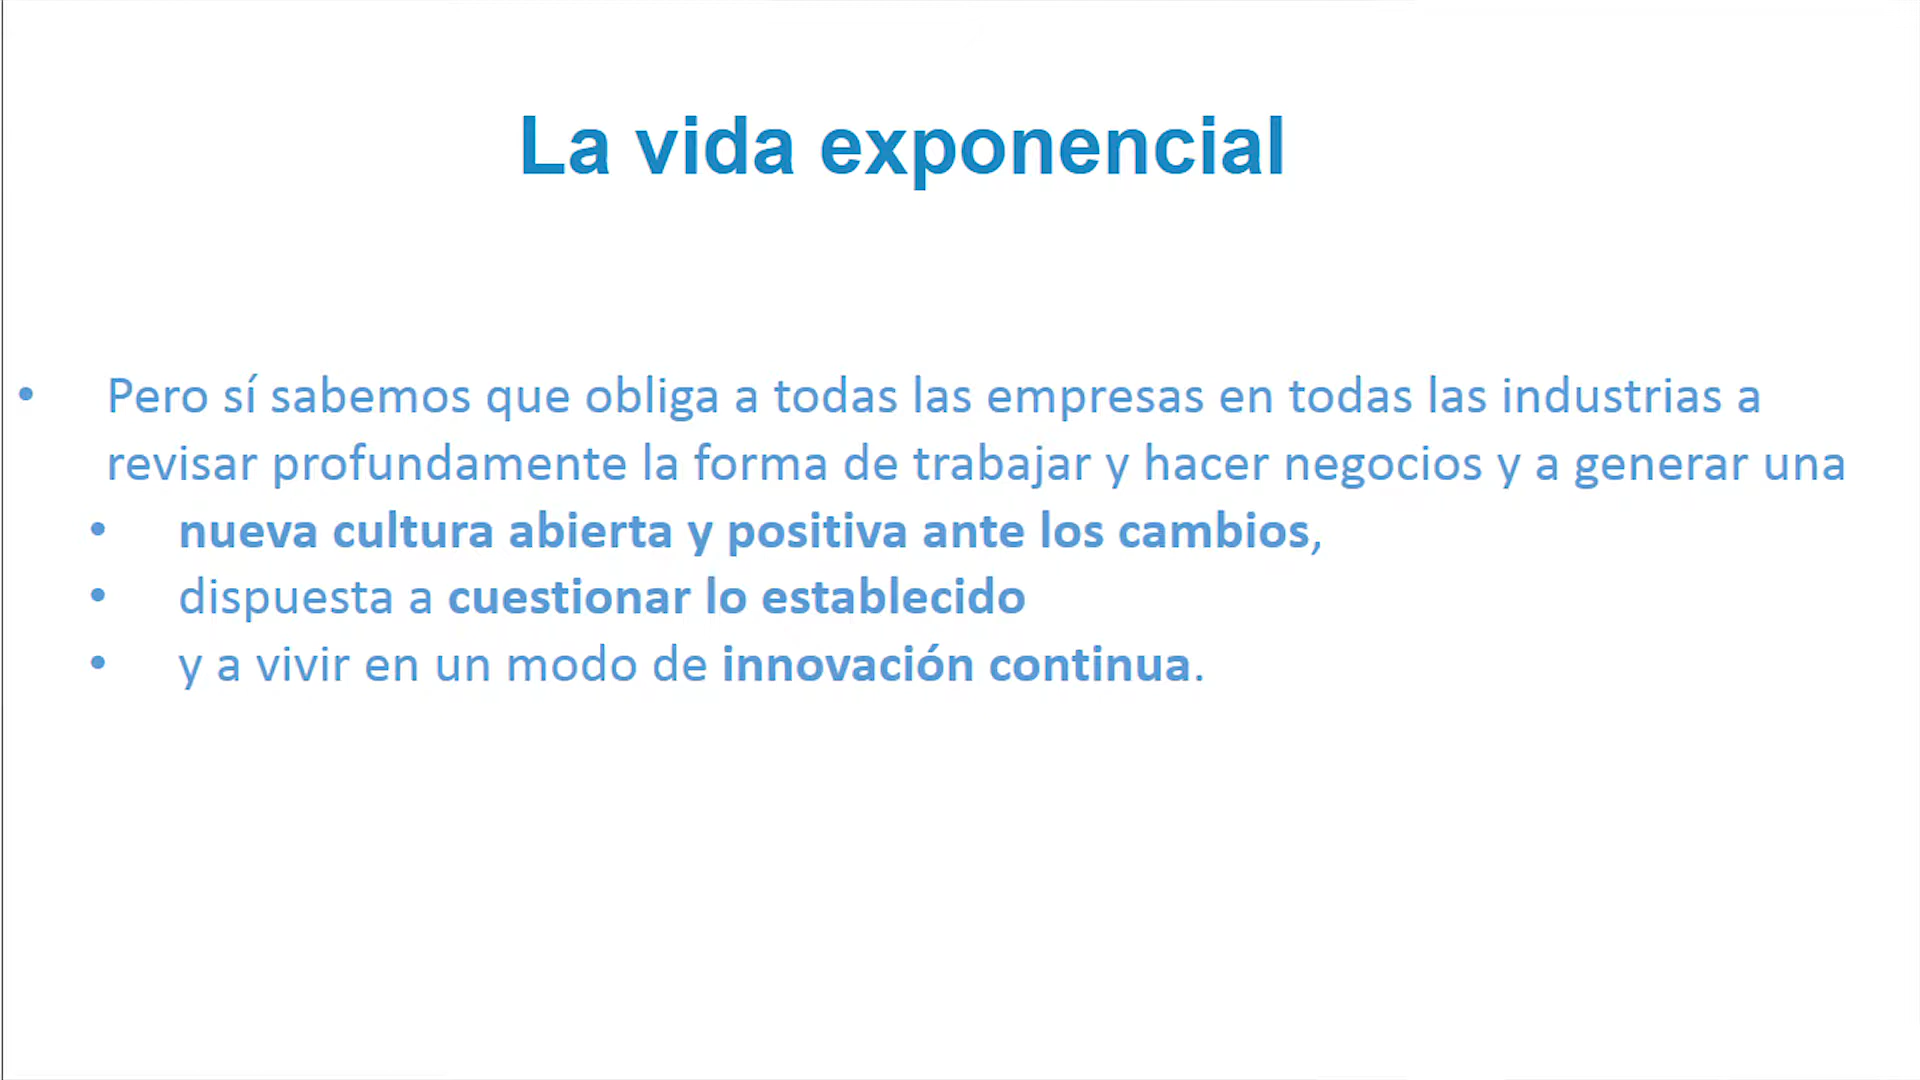 La vida exponencial
• Pero sí sabemos que obliga a todas las empresas en todas las industrias a
revisar profundamente la forma de trabajar y hacer negocios y a generar una
• nueva cultura abierta y positiva ante los cambios,
• dispuesta a cuestionar lo establecido
• y a vivir en un modo de innovación continua.